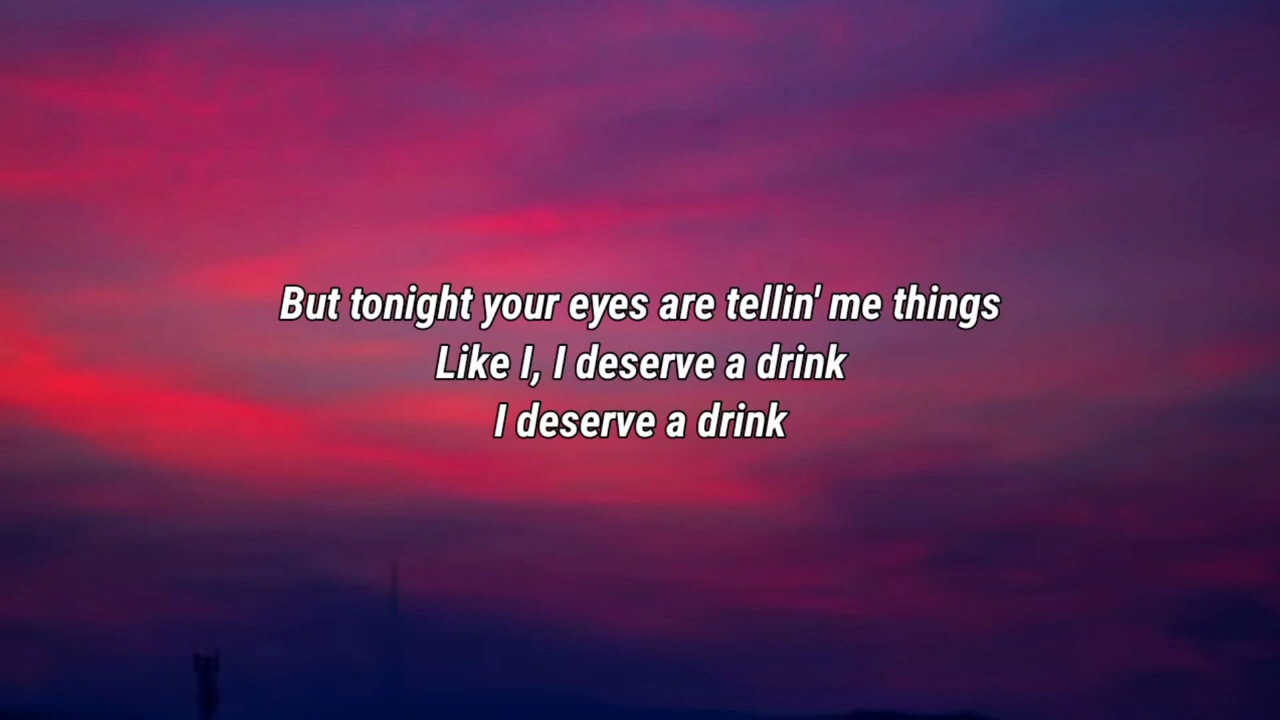 But tonight your eyes are tellin' me things
Like I, I deserve a drink
I deserve a drink